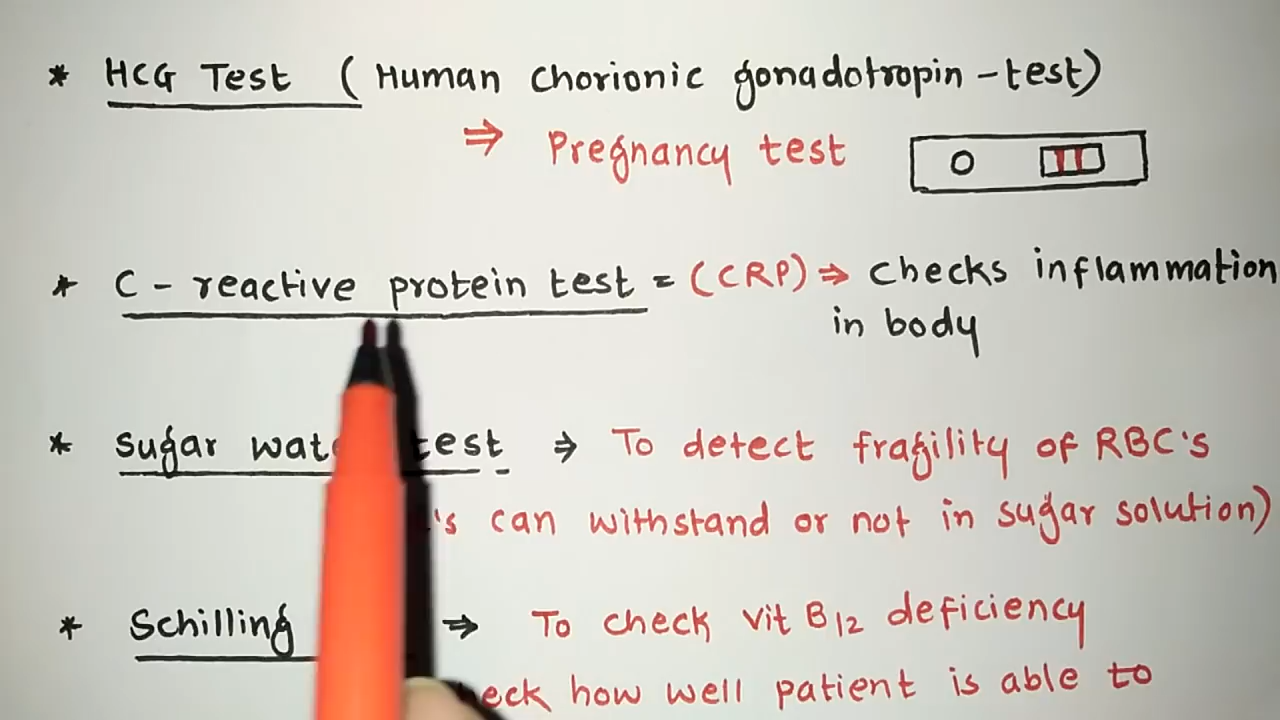 * HCG Test (Human chorionic gonadotropin-test)
⇒ Pregnancy test
* C-reactive protein test = (CRP) ⇒ checks inflammation
in body
* Sugar test ⇒ To detect fragility of RBC's
can withstand or not in sugar solution)
* Schilling ⇒ To check vit B12 deficiency
how well patient is able to